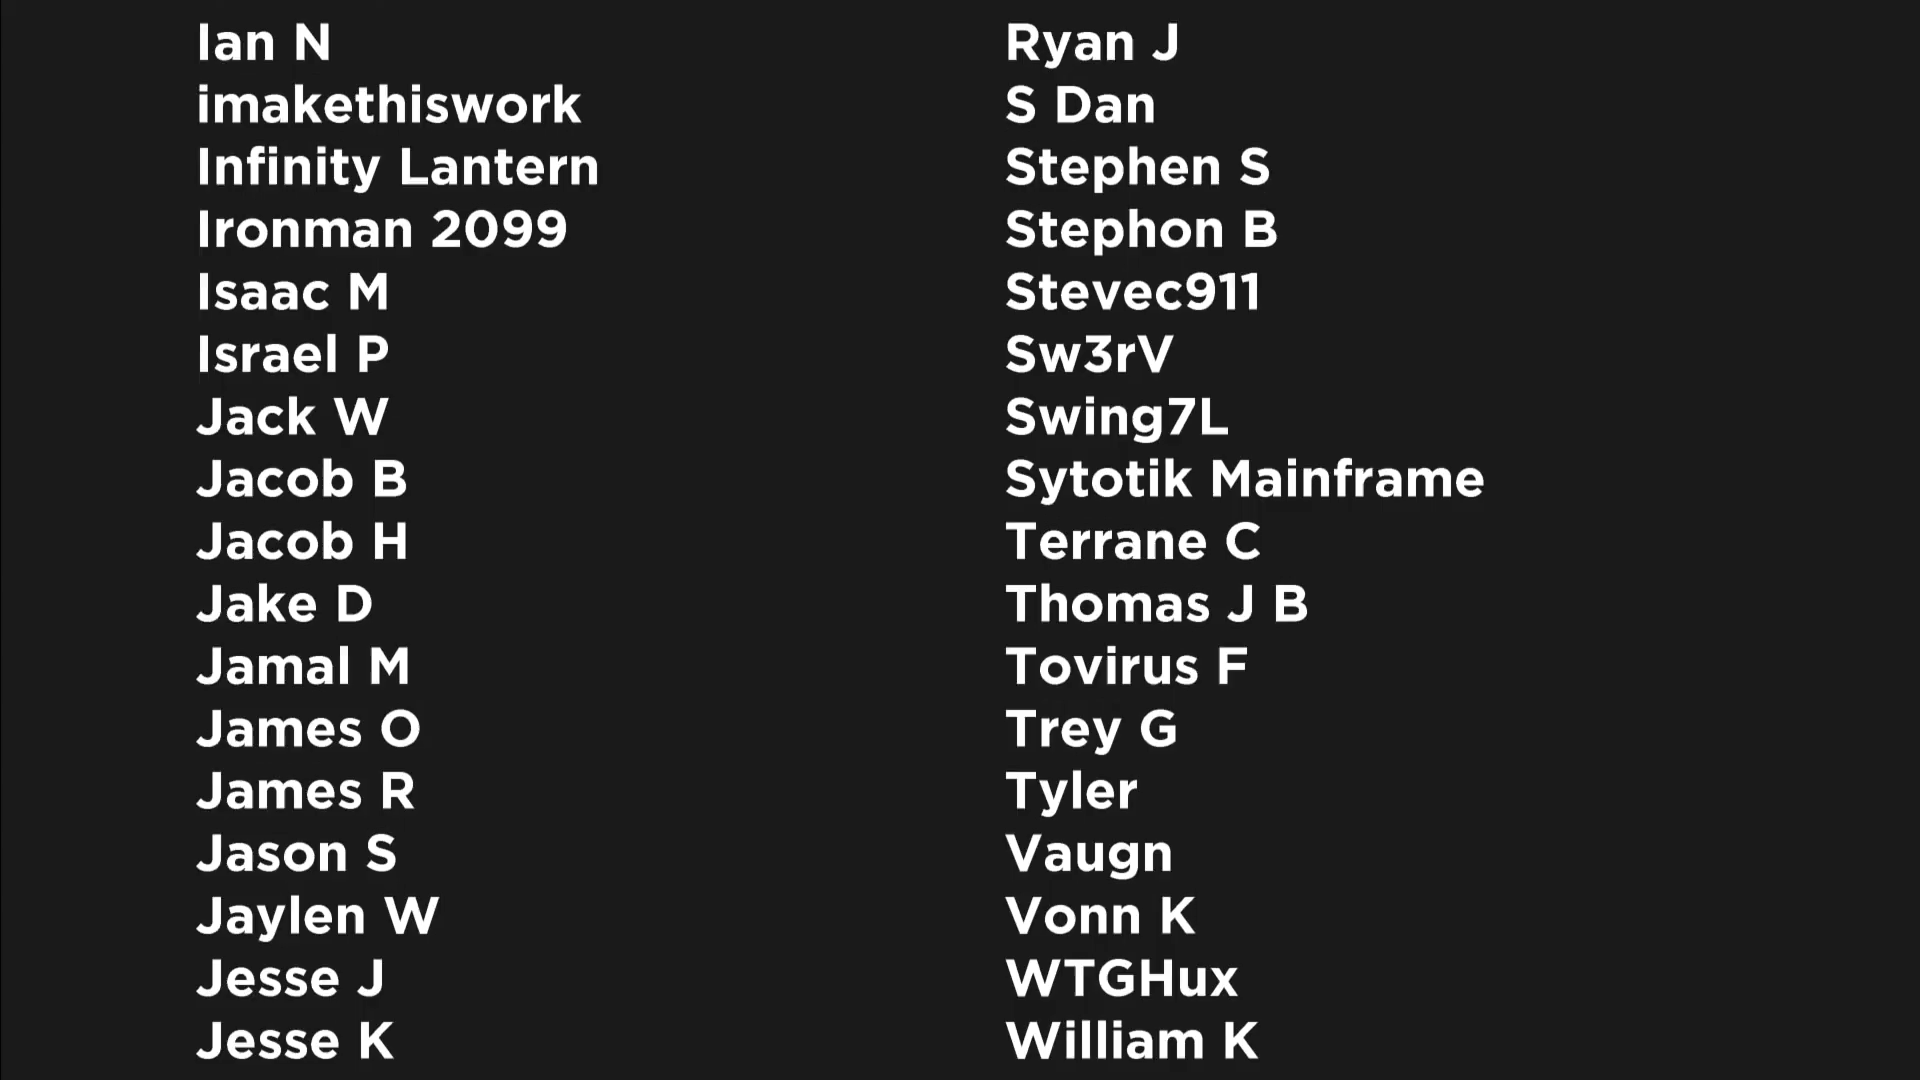 Ian N
imakethiswork
Infinity Lantern
Ironman 2099
Isaac M
Israel P
Jack W
Jacob B
Jacob H
Jake D
Jamal M
James O
James R
Jason S
Jaylen W
Jesse J
Jesse K
Ryan J
S Dan
Stephen S
Stephon B
Stevec911
Sw3rV
Swing7L
Sytotik Mainframe
Terrane C
Thomas J B
Tovirus F
Trey G
Tyler
Vaugn
Vonn K
WTGHux
William K